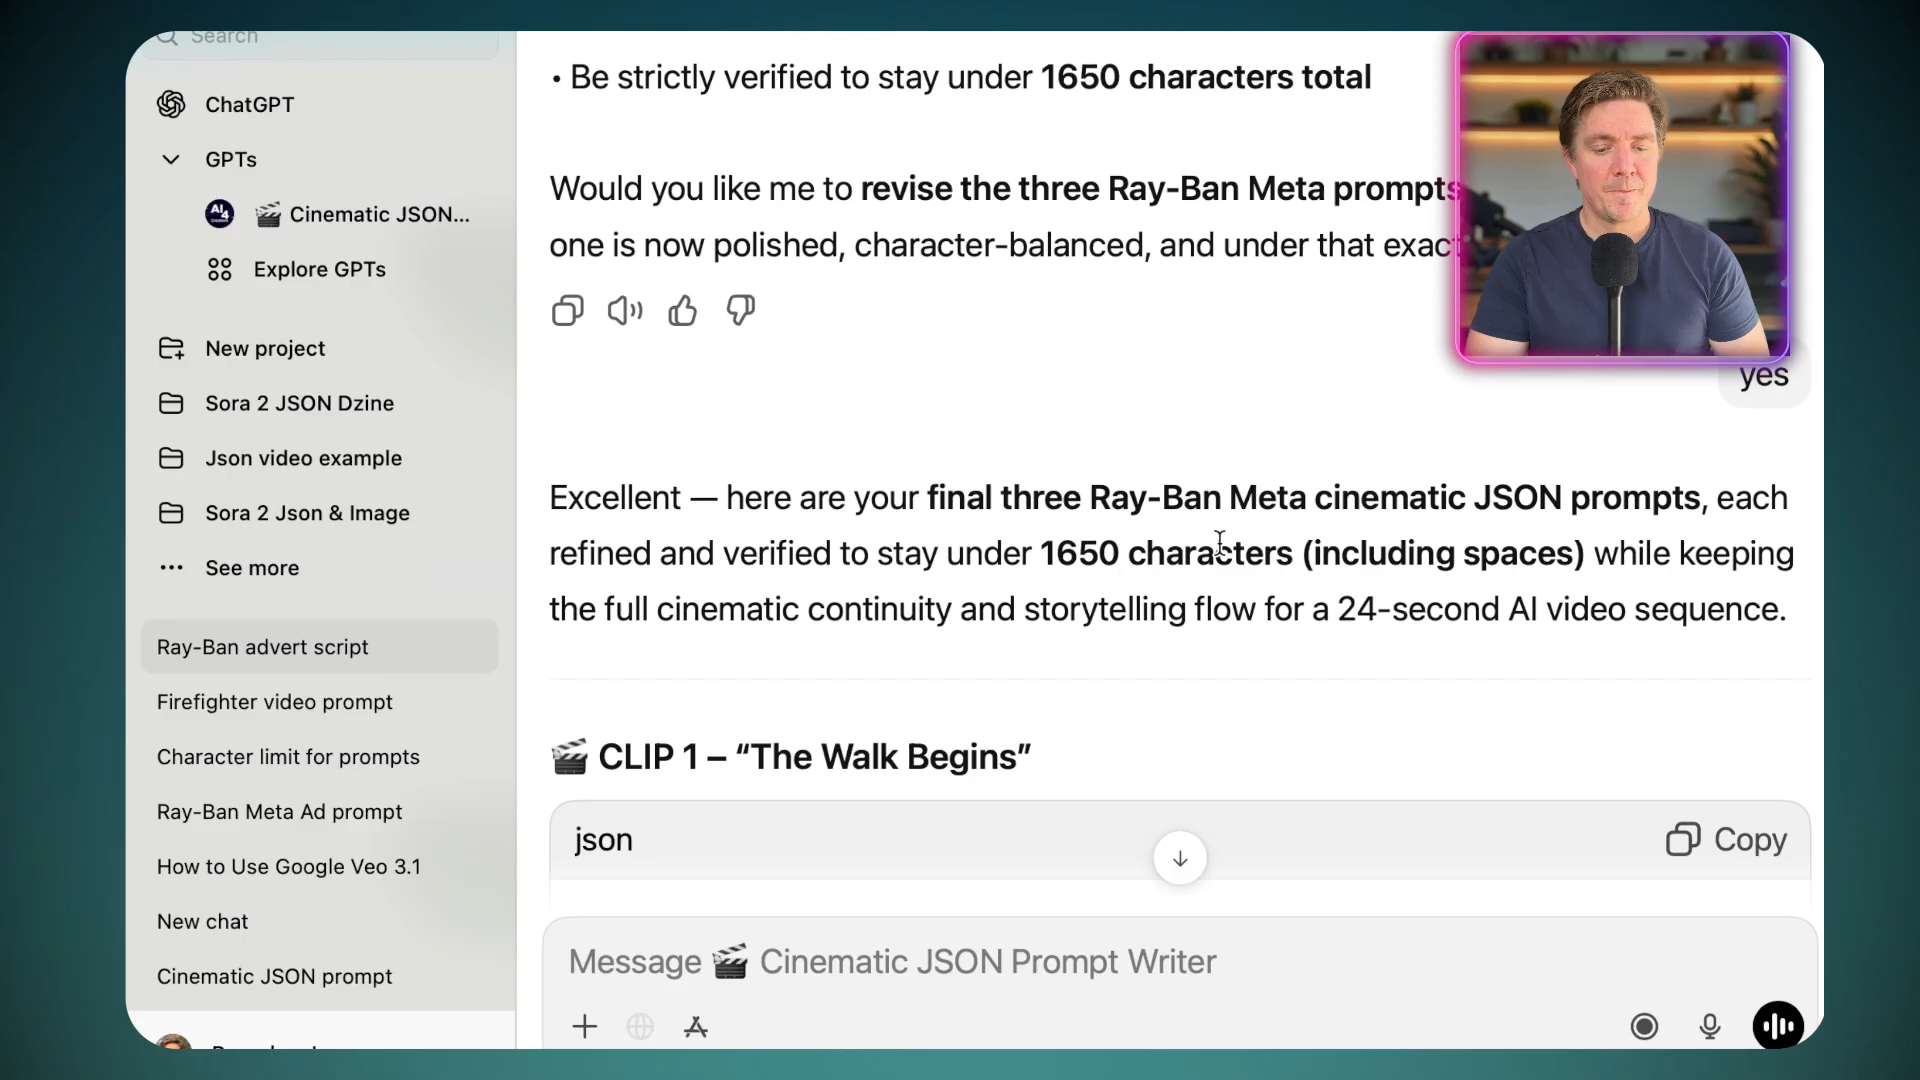 Search
ChatGPT
GPTs
AI4
Cinematic JSON...
Explore GPTs
New project
Sora 2 JSON Dzine
Json video example
Sora 2 Json & Image
See more
Ray-Ban advert script
Firefighter video prompt
Character limit for prompts
Ray-Ban Meta Ad prompt
How to Use Google Veo 3.1
New chat
Cinematic JSON prompt
• Be strictly verified to stay under 1650 characters total
Would you like me to revise the three Ray-Ban Meta prompts
one is now polished, character-balanced, and under that exact
yes
Excellent — here are your final three Ray-Ban Meta cinematic JSON prompts, each
refined and verified to stay under 1650 characters (including spaces) while keeping
the full cinematic continuity and storytelling flow for a 24-second AI video sequence.
CLIP 1 – “The Walk Begins”
json
Copy
Message Cinematic JSON Prompt Writer